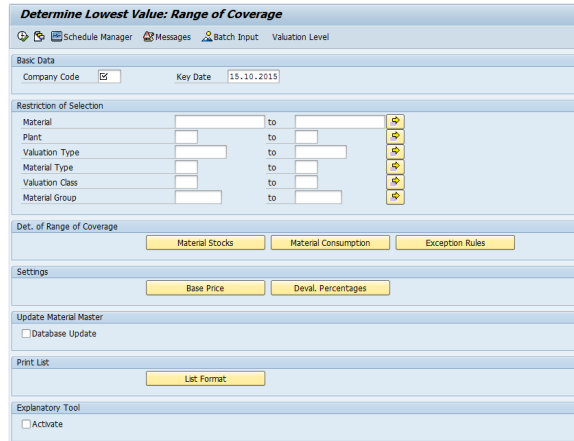 Determine Lowest Value: Range of Coverage
Schedule Manager Messages Batch Input Valuation Level
Basic Data
Company Code Key Date 15.10.2015
Restriction of Selection
Material to
Plant to
Valuation Type to
Material Type to
Valuation Class to
Material Group to
Det. of Range of Coverage
Material Stocks Material Consumption Exception Rules
Settings
Base Price Deval. Percentages
Update Material Master
Database Update
Print List
List Format
Explanatory Tool
Activate